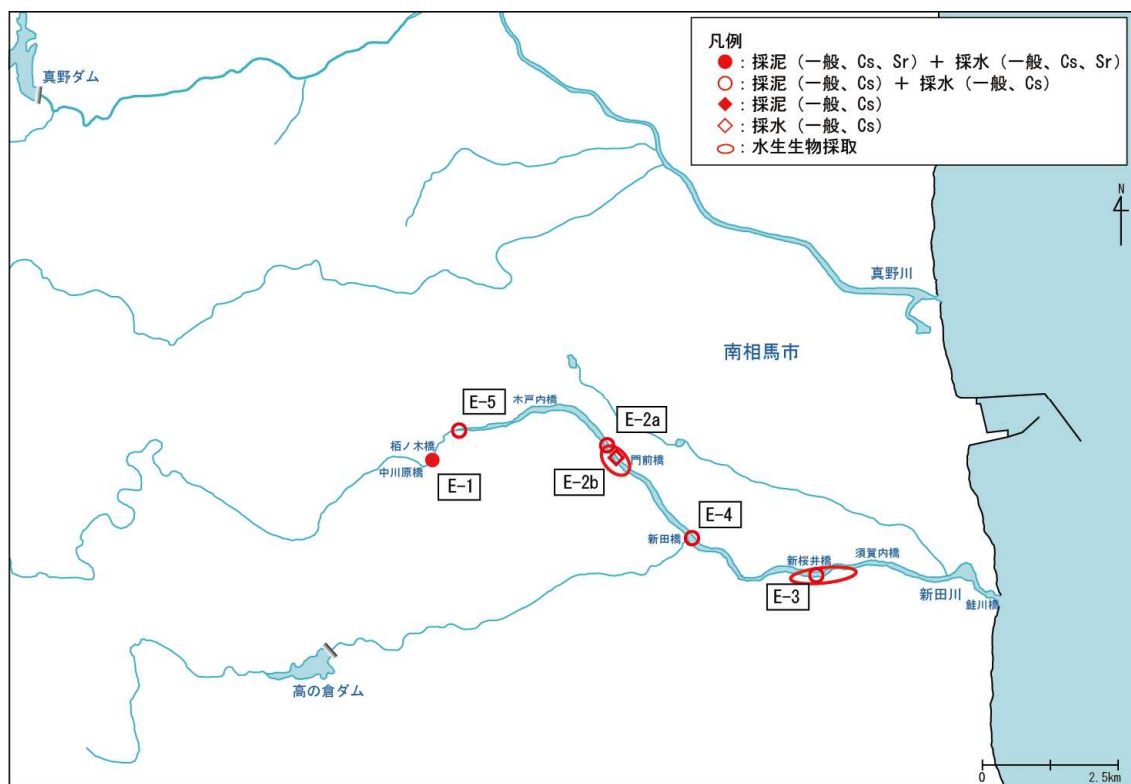 凡例
●：採泥（一般、Cs、Sr）＋ 採水（一般、Cs、Sr）
○：採泥（一般、Cs）＋ 採水（一般、Cs）
◆：採泥（一般、Cs）
◇：採水（一般、Cs）
：水生生物採取
真野ダム
N
真野川
南相馬市
E-5
木戸内橋
E-2a
栢ノ木橋
中川原橋
E-1
門前橋
E-2b
E-4
新田橋
新桜井橋
須賀内橋
E-3
新田川
鮭川橋
高の倉ダム
0
2.5km